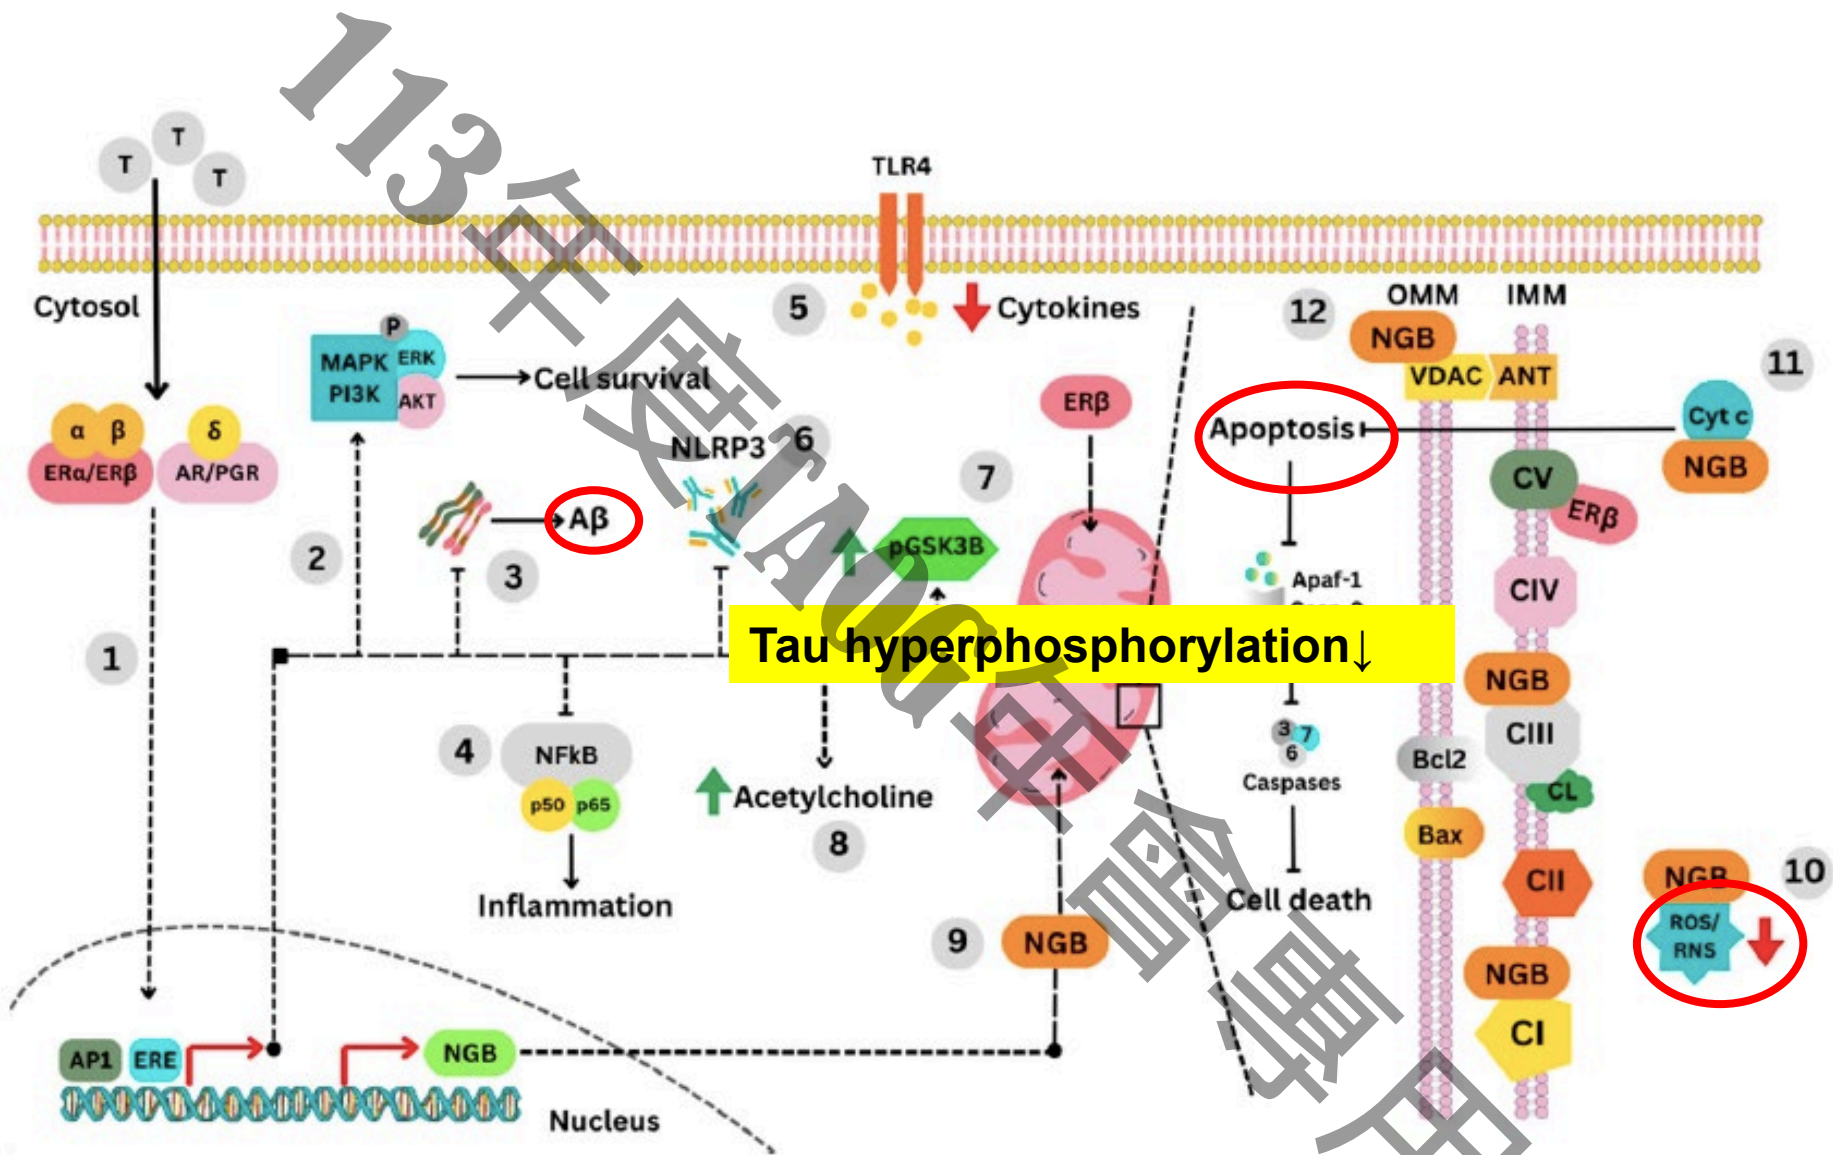 113年度TAOG年會專用
T
T
T
TLR4
Cytosol
5
Cytokines
12
OMM
IMM
NGB
VDAC
ANT
11
P
MAPK
PI3K
ERK
AKT
Cell survival
ERβ
Apoptosis
Cyt c
NGB
α
β
δ
ERα/ERβ
AR/PGR
NLRP3
6
7
CV
ERβ
2
3
Aβ
pGSK3B
Apaf-1
CIV
1
Tau hyperphosphorylation↓
NGB
CIII
CL
4
NFkB
p50
p65
Inflammation
Acetylcholine
8
3
7
6
Caspases
Bcl2
Bax
Cell death
CII
NGB
10
ROS/
RNS
9
NGB
NGB
CI
AP1
ERE
NGB
Nucleus